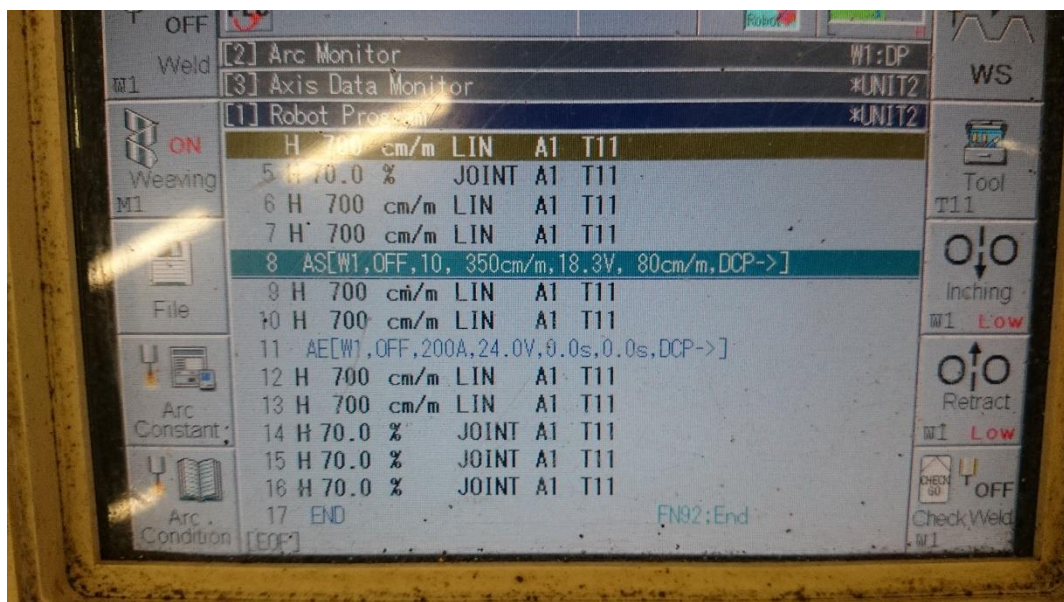 OFF
Weld
W1
[2] Arc Monitor W1:DP
[3] Axis Data Monitor *UNIT2
[1] Robot Program *UNIT2
H 700 cm/m LIN A1 T11
5 H 70.0 % JOINT A1 T11
6 H 700 cm/m LIN A1 T11
7 H 700 cm/m LIN A1 T11
8 AS[W1,OFF,10, 350cm/m,18.3V, 80cm/m,DCP->]
9 H 700 cm/m LIN A1 T11
10 H 700 cm/m LIN A1 T11
11 AE[W1,OFF,200A,24.0V,0.0s,0.0s,DCP->]
12 H 700 cm/m LIN A1 T11
13 H 700 cm/m LIN A1 T11
14 H 70.0 % JOINT A1 T11
15 H 70.0 % JOINT A1 T11
16 H 70.0 % JOINT A1 T11
17 END FN92:End
[EOF]
ON
Weaving
M1
File
Arc
Constant
Arc
Condition
Robot
WS
Tool
T11
Inching
W1 Low
Retract
W1 Low
CHECK
GO
OFF
Check Weld
W1